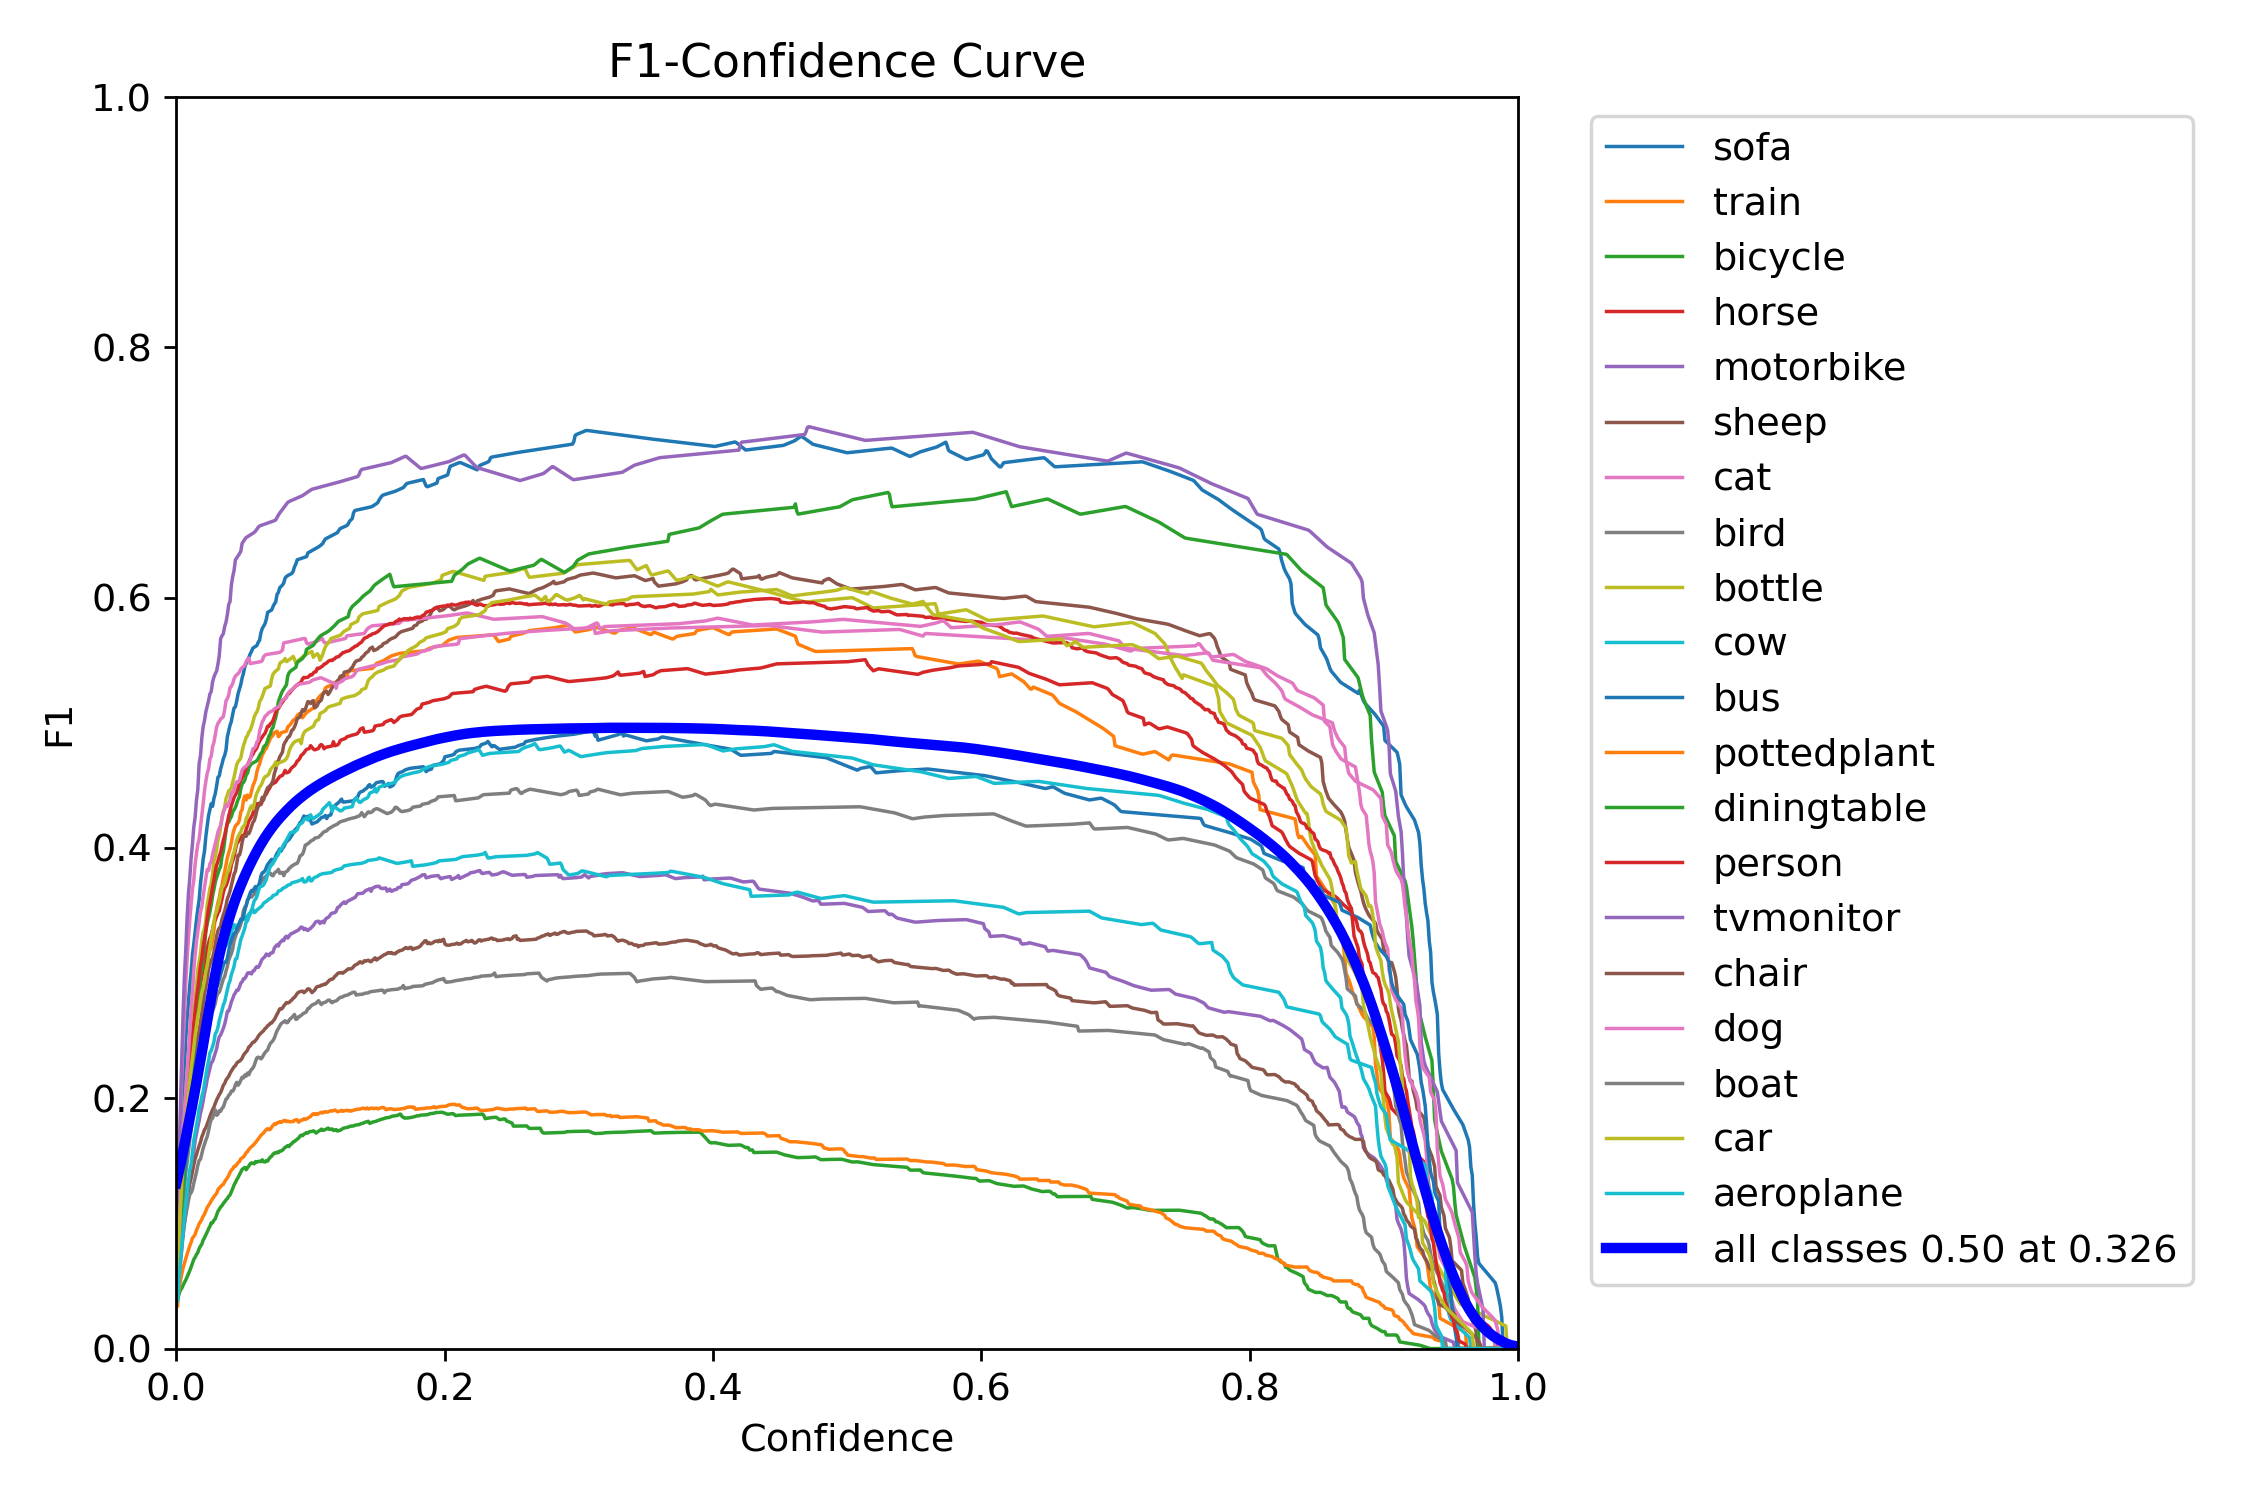 F1-Confidence Curve
1.0
0.8
0.6
0.4
0.2
0.0
F1
0.0 0.2 0.4 0.6 0.8 1.0
Confidence
sofa
train
bicycle
horse
motorbike
sheep
cat
bird
bottle
cow
bus
pottedplant
diningtable
person
tvmonitor
chair
dog
boat
car
aeroplane
all classes 0.50 at 0.326